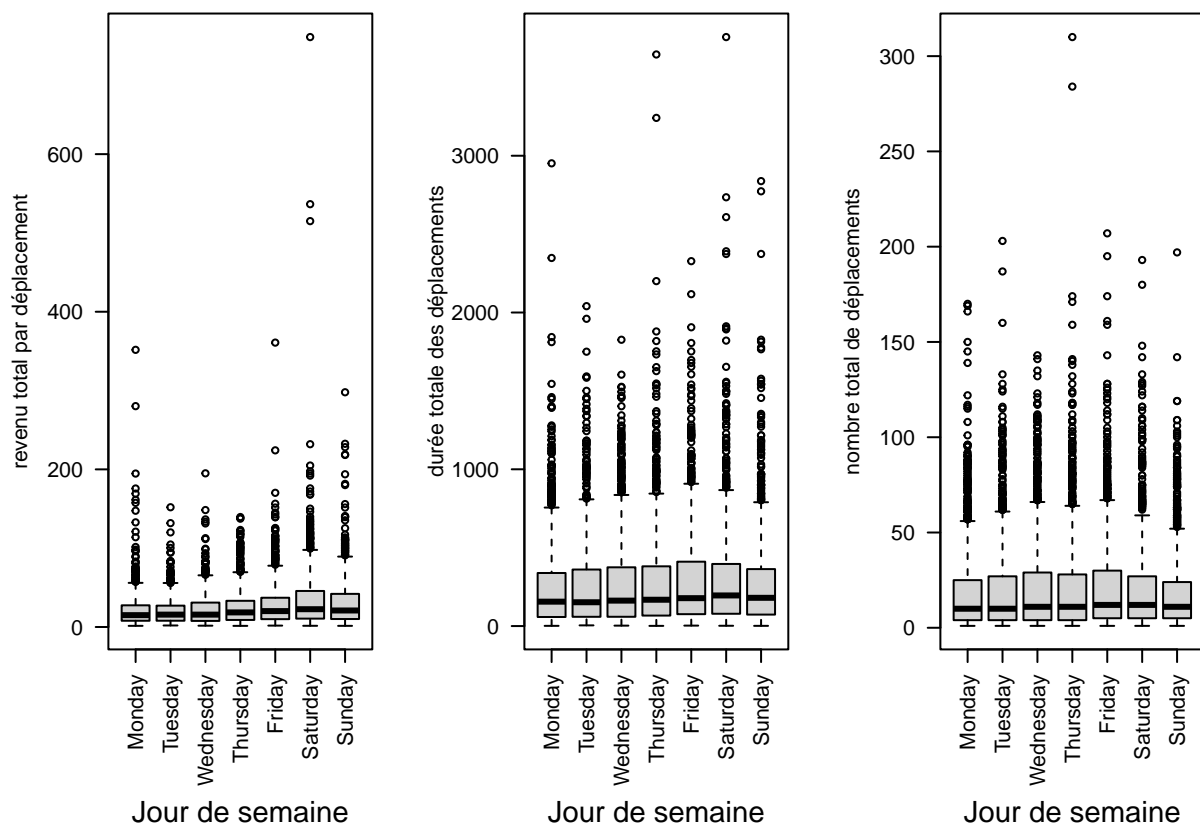 revenu total par déplacement
600
400
200
0
Monday
Tuesday
Wednesday
Thursday
Friday
Saturday
Sunday
Jour de semaine
durée totale des déplacements
3000
2000
1000
0
Monday
Tuesday
Wednesday
Thursday
Friday
Saturday
Sunday
Jour de semaine
nombre total de déplacements
300
250
200
150
100
50
0
Monday
Tuesday
Wednesday
Thursday
Friday
Saturday
Sunday
Jour de semaine